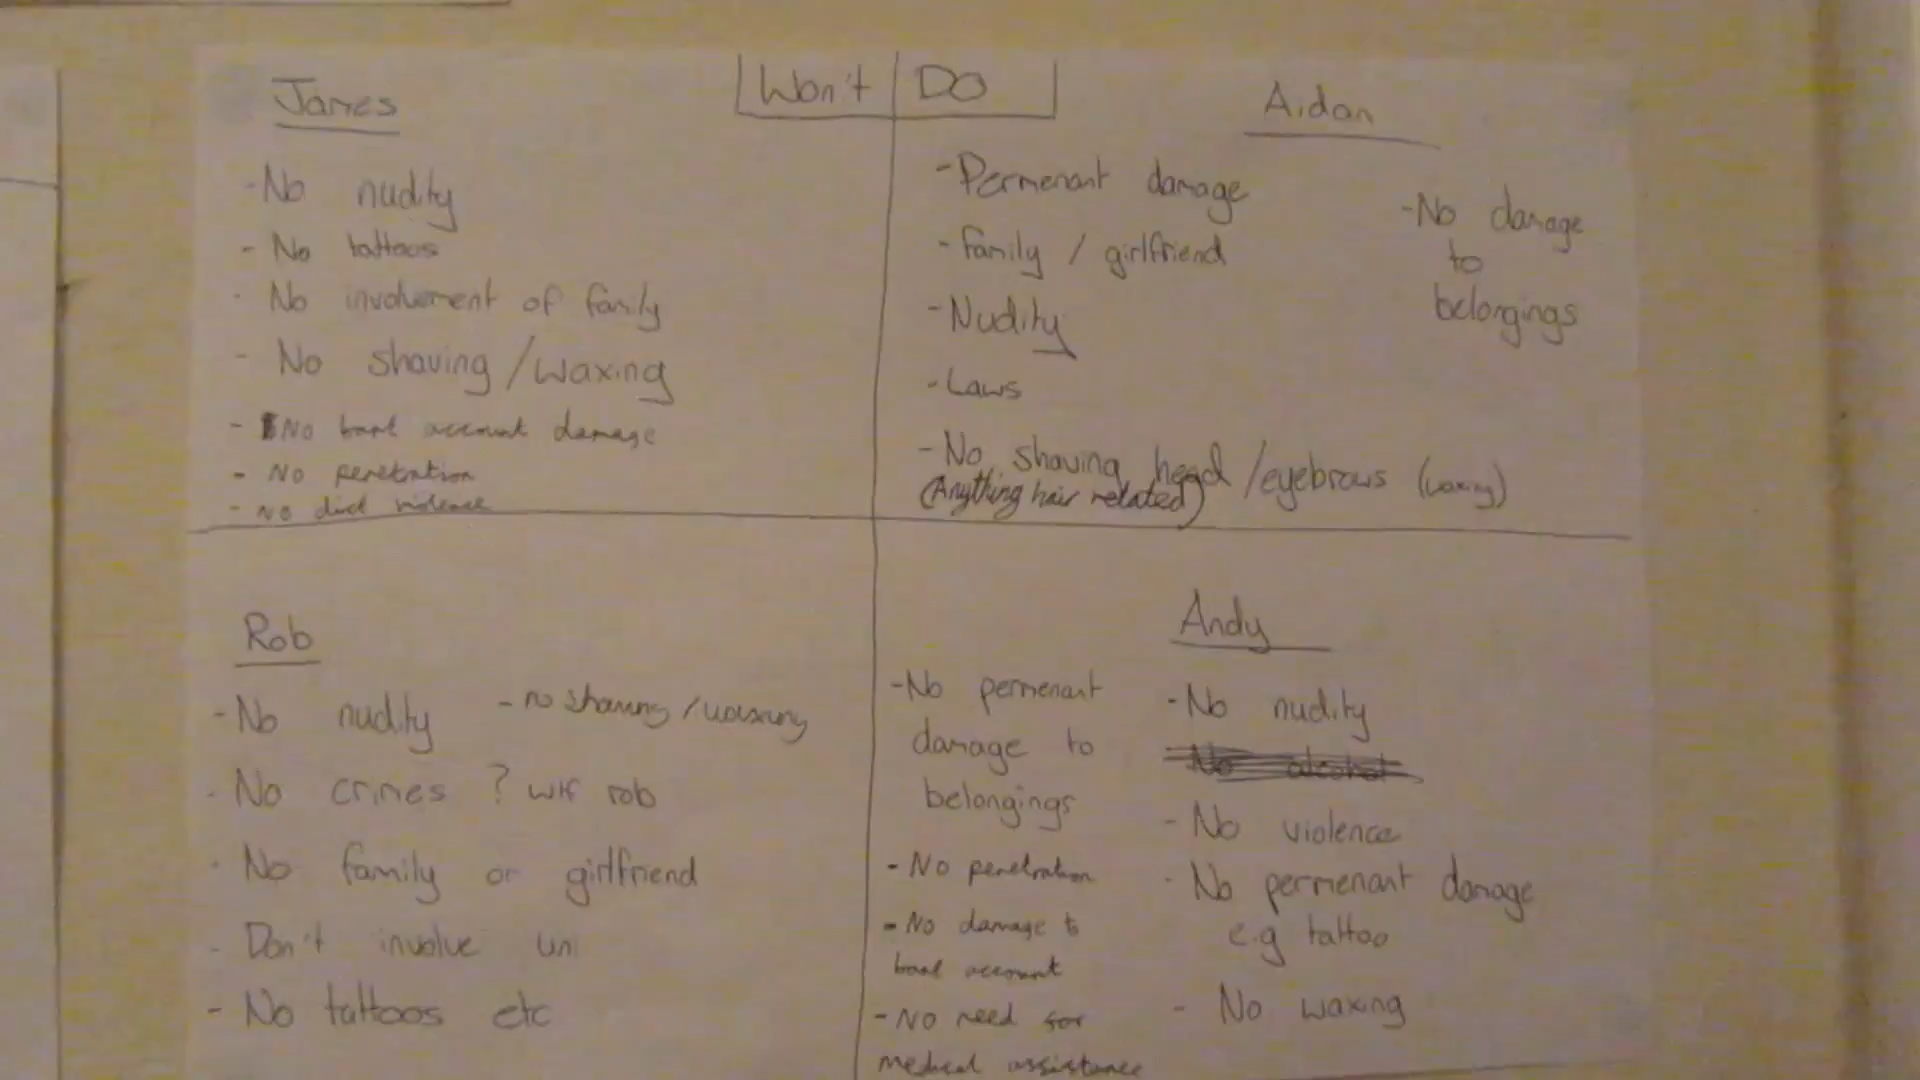 Won't DO
James
- No nudity
- No tattoos
- No involvement of family
- No shaving / waxing
- No bank account damage
- No penetration
- No violence
Aidan
- Permenant damage
- family / girlfriend
- Nudity
- Laws
- No shaving head / eyebrows (waxing)
(Anything hair related)
- No damage
to
belongings
Rob
- No nudity
- no shaving / waxing
- No crimes ? rob
- No family or girlfriend
- Don't involve uni
- No tattoos etc
Andy
- No permenant
damage to
belongings
- No penetration
- No damage to
bank account
- No need for
medical assistance
- No nudity
No alcohol
- No violence
- No permenant damage
e.g tattoo
- No waxing